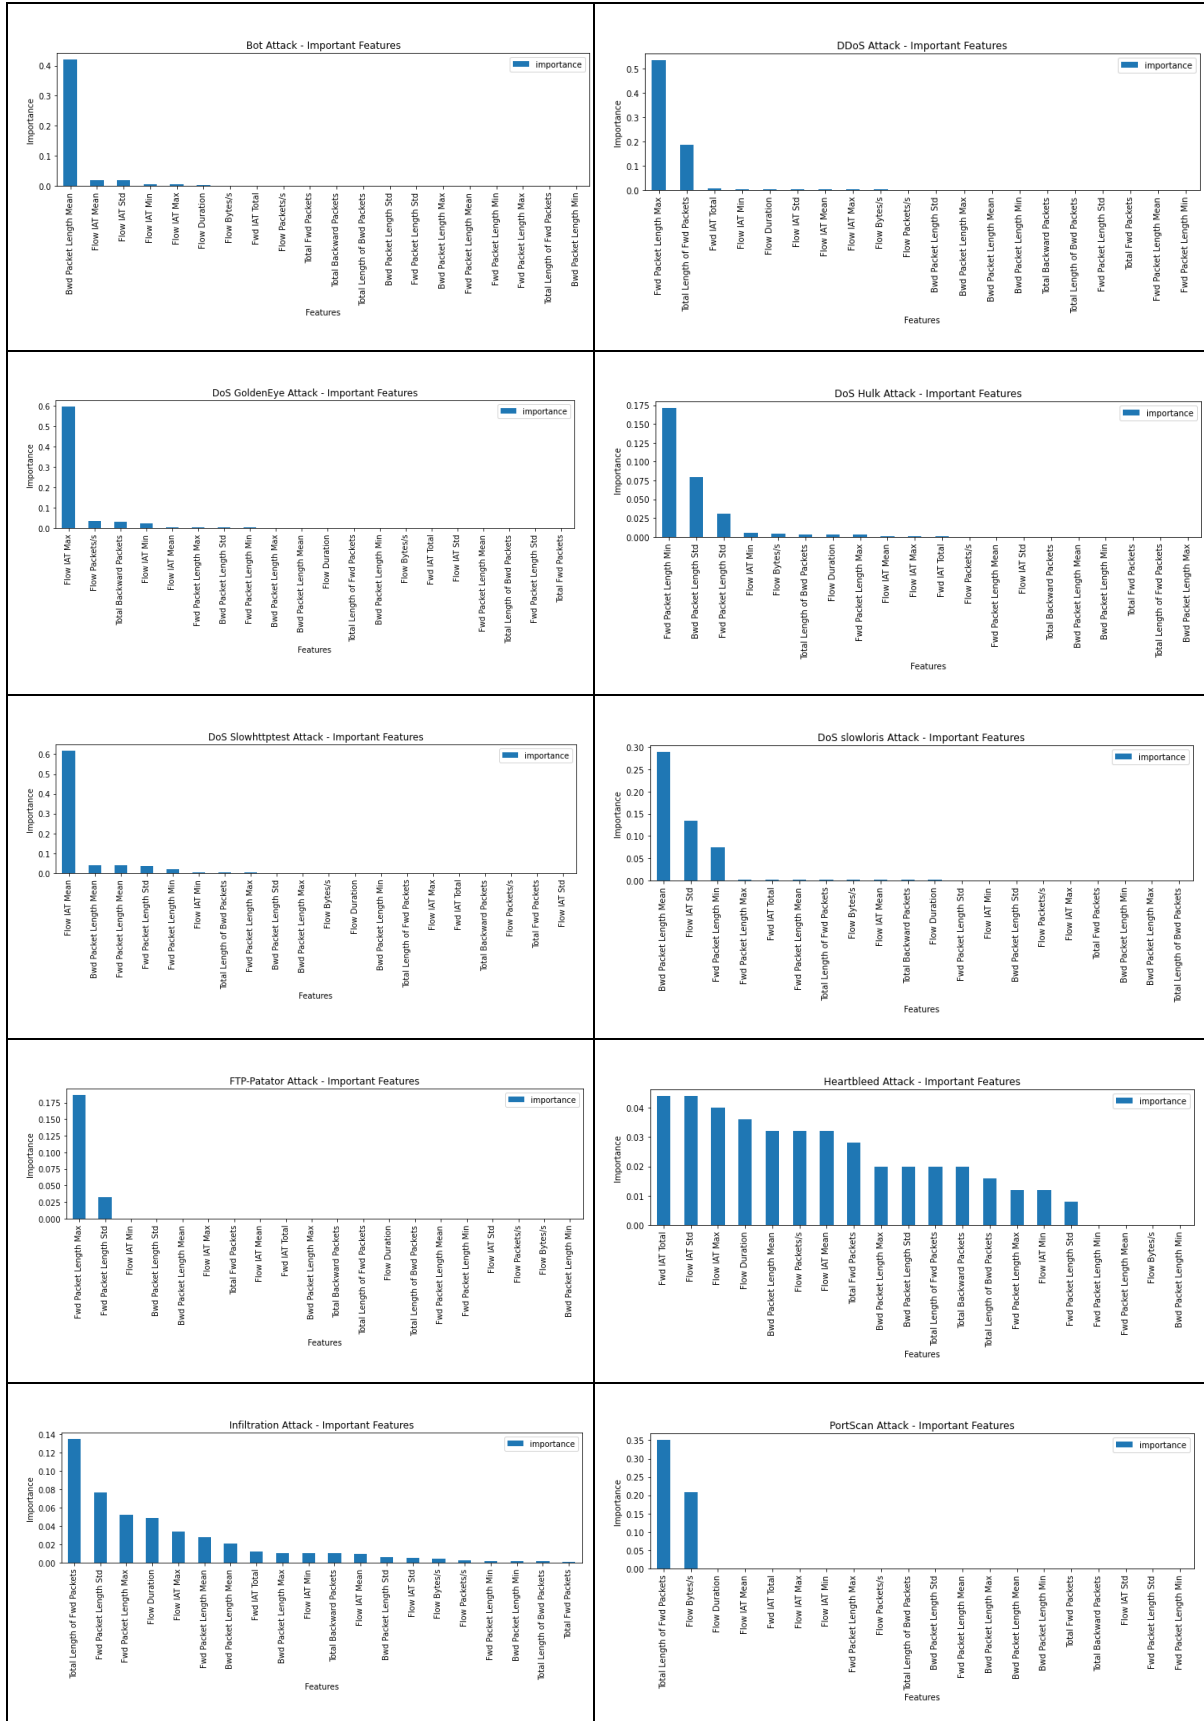 Bot Attack - Important Features
importance
Importance
0.4
0.3
0.2
0.1
0.0
Bwd Packet Length Mean
Flow IAT Mean
Flow IAT Std
Flow IAT Min
Flow IAT Max
Flow Duration
Flow Bytes/s
Fwd IAT Total
Flow Packets/s
Total Fwd Packets
Total Backward Packets
Total Length of Bwd Packets
Bwd Packet Length Std
Fwd Packet Length Std
Bwd Packet Length Max
Fwd Packet Length Mean
Fwd Packet Length Min
Fwd Packet Length Max
Total Length of Fwd Packets
Bwd Packet Length Min
Features
DDoS Attack - Important Features
importance
Importance
0.5
0.4
0.3
0.2
0.1
0.0
Fwd Packet Length Max
Total Length of Fwd Packets
Fwd IAT Total
Flow IAT Min
Flow Duration
Flow IAT Std
Flow IAT Mean
Flow IAT Max
Flow Bytes/s
Flow Packets/s
Bwd Packet Length Std
Bwd Packet Length Max
Bwd Packet Length Mean
Bwd Packet Length Min
Total Backward Packets
Total Length of Bwd Packets
Fwd Packet Length Std
Total Fwd Packets
Fwd Packet Length Mean
Fwd Packet Length Min
Features
DoS GoldenEye Attack - Important Features
importance
Importance
0.6
0.5
0.4
0.3
0.2
0.1
0.0
Flow IAT Max
Flow Packets/s
Total Backward Packets
Flow IAT Min
Flow IAT Mean
Fwd Packet Length Max
Bwd Packet Length Std
Fwd Packet Length Min
Bwd Packet Length Max
Bwd Packet Length Mean
Flow Duration
Total Length of Fwd Packets
Bwd Packet Length Min
Flow Bytes/s
Fwd IAT Total
Flow IAT Std
Fwd Packet Length Mean
Total Length of Bwd Packets
Fwd Packet Length Std
Total Fwd Packets
Features
DoS Hulk Attack - Important Features
importance
Importance
0.175
0.150
0.125
0.100
0.075
0.050
0.025
0.000
Fwd Packet Length Min
Bwd Packet Length Std
Fwd Packet Length Std
Flow IAT Min
Flow Bytes/s
Total Length of Bwd Packets
Flow Duration
Fwd Packet Length Max
Flow IAT Mean
Flow IAT Max
Fwd IAT Total
Flow Packets/s
Fwd Packet Length Mean
Flow IAT Std
Total Backward Packets
Bwd Packet Length Mean
Bwd Packet Length Min
Total Fwd Packets
Total Length of Fwd Packets
Bwd Packet Length Max
Features
DoS Slowhttptest Attack - Important Features
importance
Importance
0.6
0.5
0.4
0.3
0.2
0.1
0.0
Flow IAT Mean
Bwd Packet Length Mean
Fwd Packet Length Mean
Fwd Packet Length Std
Fwd Packet Length Min
Flow IAT Min
Total Length of Bwd Packets
Fwd Packet Length Max
Bwd Packet Length Std
Bwd Packet Length Max
Flow Bytes/s
Flow Duration
Bwd Packet Length Min
Total Length of Fwd Packets
Flow IAT Max
Fwd IAT Total
Total Backward Packets
Flow Packets/s
Total Fwd Packets
Flow IAT Std
Features
DoS slowloris Attack - Important Features
importance
Importance
0.30
0.25
0.20
0.15
0.10
0.05
0.00
Bwd Packet Length Mean
Flow IAT Std
Fwd Packet Length Min
Fwd Packet Length Max
Fwd IAT Total
Fwd Packet Length Mean
Total Length of Fwd Packets
Flow Bytes/s
Flow IAT Mean
Total Backward Packets
Flow Duration
Fwd Packet Length Std
Flow IAT Min
Bwd Packet Length Std
Flow Packets/s
Flow IAT Max
Total Fwd Packets
Bwd Packet Length Min
Bwd Packet Length Max
Total Length of Bwd Packets
Features
FTP-Patator Attack - Important Features
importance
Importance
0.175
0.150
0.125
0.100
0.075
0.050
0.025
0.000
Fwd Packet Length Max
Fwd Packet Length Std
Flow IAT Min
Bwd Packet Length Std
Bwd Packet Length Mean
Flow IAT Max
Total Fwd Packets
Flow IAT Mean
Fwd IAT Total
Bwd Packet Length Max
Total Backward Packets
Total Length of Fwd Packets
Flow Duration
Total Length of Bwd Packets
Fwd Packet Length Mean
Fwd Packet Length Min
Flow IAT Std
Flow Packets/s
Flow Bytes/s
Bwd Packet Length Min
Features
Heartbleed Attack - Important Features
importance
Importance
0.04
0.03
0.02
0.01
0.00
Fwd IAT Total
Flow IAT Std
Flow IAT Max
Flow Duration
Bwd Packet Length Mean
Flow Packets/s
Flow IAT Mean
Total Fwd Packets
Bwd Packet Length Max
Bwd Packet Length Std
Total Length of Fwd Packets
Total Backward Packets
Total Length of Bwd Packets
Fwd Packet Length Max
Flow IAT Min
Fwd Packet Length Std
Fwd Packet Length Min
Fwd Packet Length Mean
Flow Bytes/s
Bwd Packet Length Min
Features
Infiltration Attack - Important Features
importance
Importance
0.14
0.12
0.10
0.08
0.06
0.04
0.02
0.00
Total Length of Fwd Packets
Fwd Packet Length Std
Fwd Packet Length Max
Flow Duration
Flow IAT Max
Fwd Packet Length Mean
Bwd Packet Length Mean
Fwd IAT Total
Bwd Packet Length Max
Flow IAT Min
Total Backward Packets
Flow IAT Mean
Bwd Packet Length Std
Flow IAT Std
Flow Bytes/s
Flow Packets/s
Fwd Packet Length Min
Bwd Packet Length Min
Total Length of Bwd Packets
Total Fwd Packets
Features
PortScan Attack - Important Features
importance
Importance
0.35
0.30
0.25
0.20
0.15
0.10
0.05
0.00
Total Length of Fwd Packets
Flow Bytes/s
Flow Duration
Flow IAT Mean
Fwd IAT Total
Flow IAT Max
Flow IAT Min
Fwd Packet Length Max
Flow Packets/s
Total Length of Bwd Packets
Bwd Packet Length Std
Fwd Packet Length Mean
Bwd Packet Length Max
Bwd Packet Length Mean
Bwd Packet Length Min
Total Fwd Packets
Total Backward Packets
Flow IAT Std
Fwd Packet Length Std
Fwd Packet Length Min
Features